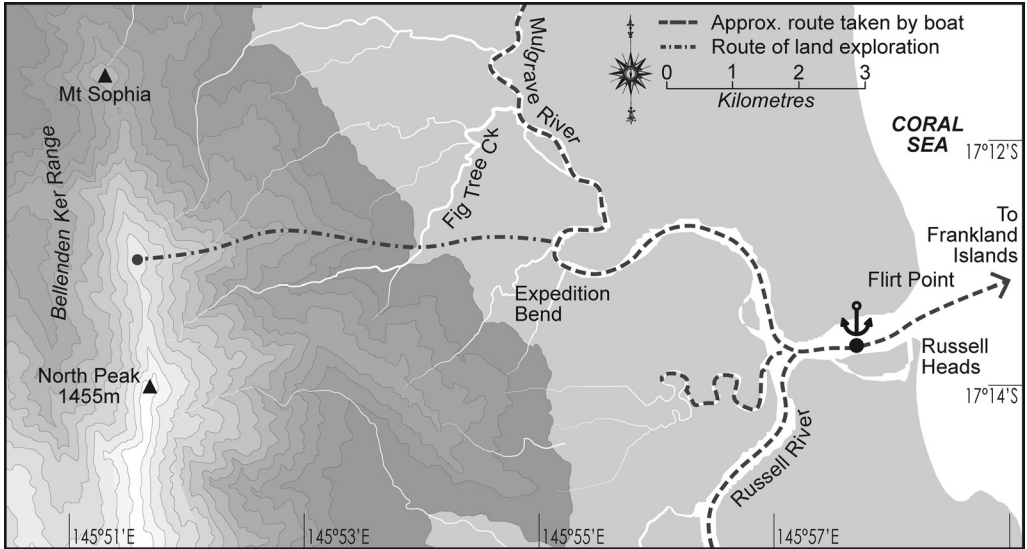 Approx. route taken by boat
Route of land exploration
0 1 2 3
Kilometres
Mulgrave River
Mt Sophia
CORAL
SEA
17°12'S
Fig Tree Ck
Bellenden Ker Range
To
Frankland
Islands
Flirt Point
Expedition
Bend
Russell
Heads
North Peak
1455m
17°14'S
Russell River
145°51'E
145°53'E
145°55'E
145°57'E